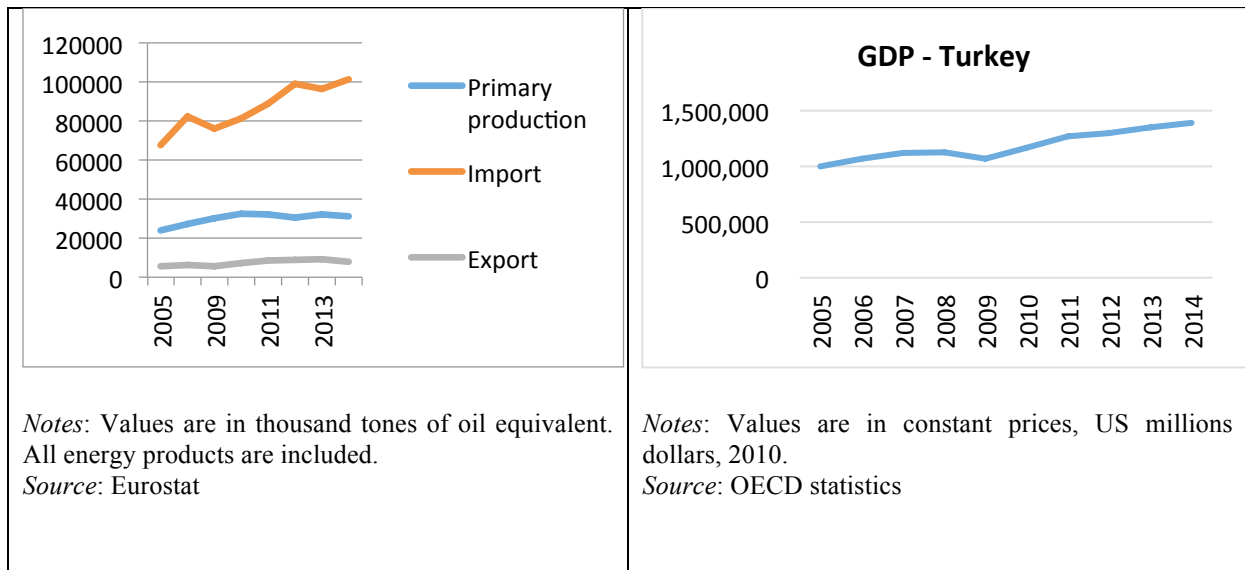 120000
100000
80000
60000
40000
20000
0
2005
2009
2011
2013
Primary
production
Import
Export
Notes: Values are in thousand tones of oil equivalent.
All energy products are included.
Source: Eurostat
GDP - Turkey
1,500,000
1,000,000
500,000
0
2005
2006
2007
2008
2009
2010
2011
2012
2013
2014
Notes: Values are in constant prices, US millions
dollars, 2010.
Source: OECD statistics